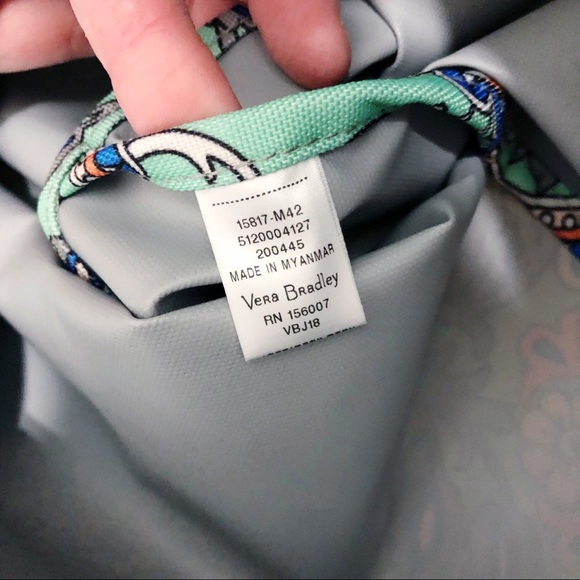 15817-M42
5120004127
200445
MADE IN MYANMAR
Vera Bradley
RN 156007
VBJ18